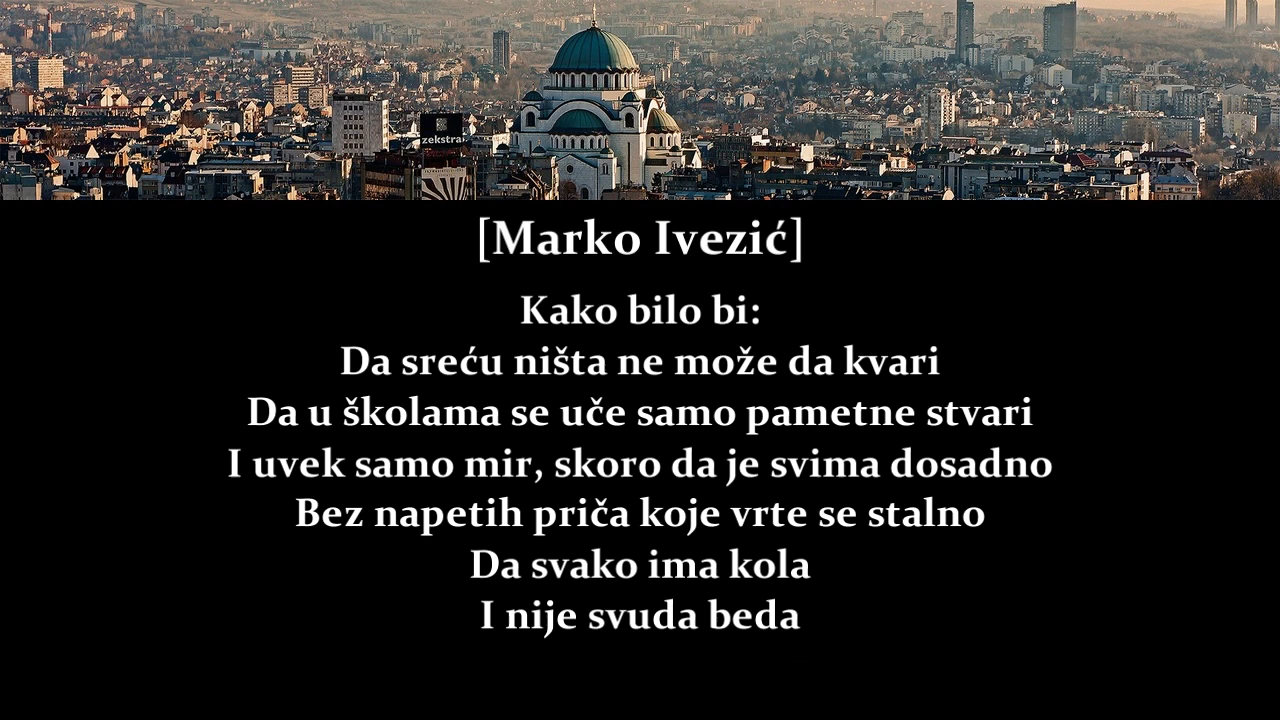 zekstra
[Marko Ivezić]
Kako bilo bi:
Da sreću ništa ne može da kvari
Da u školama se uče samo pametne stvari
I uvek samo mir, skoro da je svima dosadno
Bez napetih priča koje vrte se stalno
Da svako ima kola
I nije svuda beda